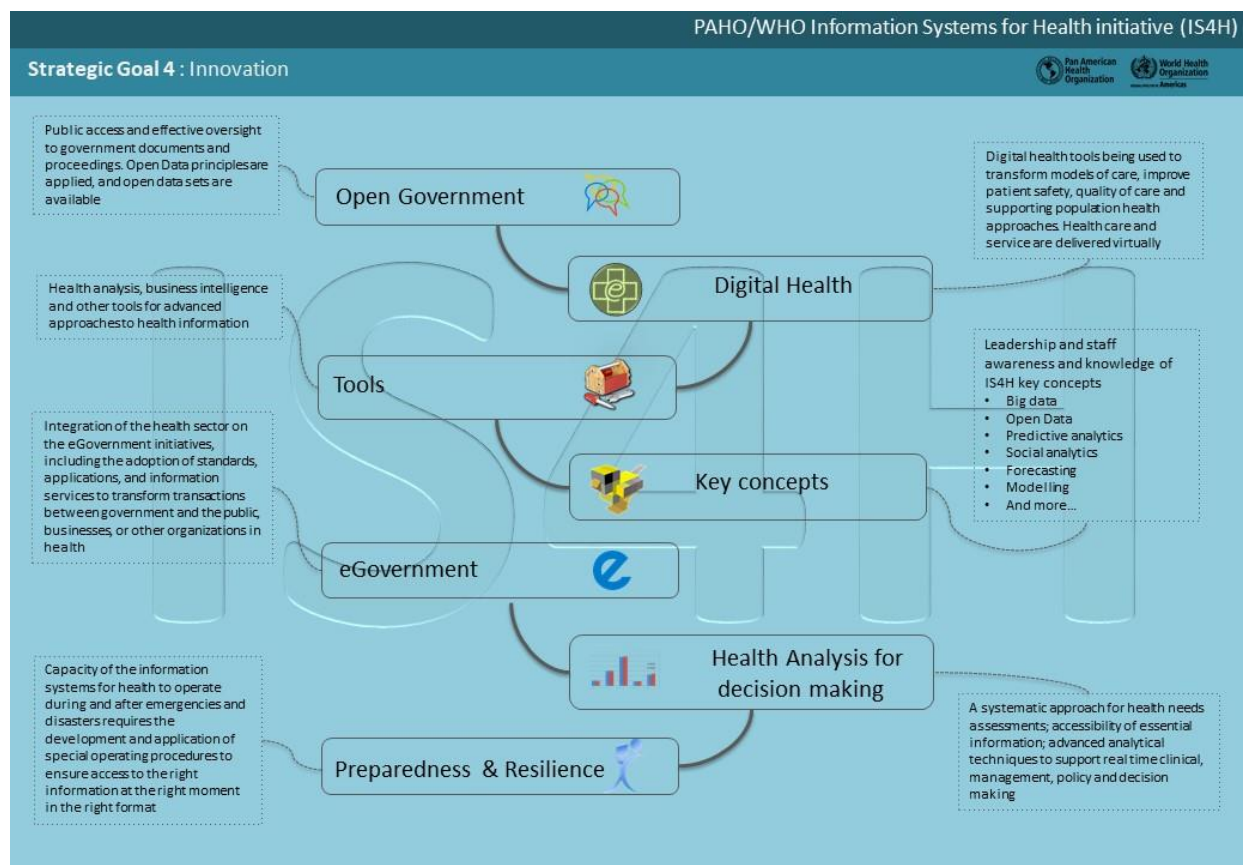 PAHO/WHO Information Systems for Health initiative (IS4H)
Strategic Goal 4 : Innovation
Pan American
Health
Organization
World Health
Organization
Americas
Public access and effective oversight
to government documents and
proceedings. Open Data principles are
applied, and open data sets are
available
Open Government
Digital health tools being used to
transform models of care, improve
patient safety, quality of care and
supporting population health
approaches. Health care and
service are delivered virtually
Digital Health
Health analysis, business intelligence
and other tools for advanced
approachesto health information
Tools
Leadership and staff
awareness and knowledge of
IS4H key concepts
• Big data
• Open Data
• Predictive analytics
• Social analytics
• Forecasting
• Modelling
• And more...
Key concepts
Integration of the health sector on
the eGovernment initiatives,
including the adoption of standards,
applications, and information
services to transform transactions
between government and the public,
businesses, or other organizations in
health
eGovernment
Health Analysis for
decision making
A systematic approach for health needs
assessments; accessibility of essential
information; advanced analytical
techniques to support real time clinical,
management, policy and decision
making
Capacity of the information
systems for health to operate
during and after emergencies and
disasters requires the
development and application of
special operating procedures to
ensure access to the right
information at the right moment
in the right format
Preparedness & Resilience
IS4H